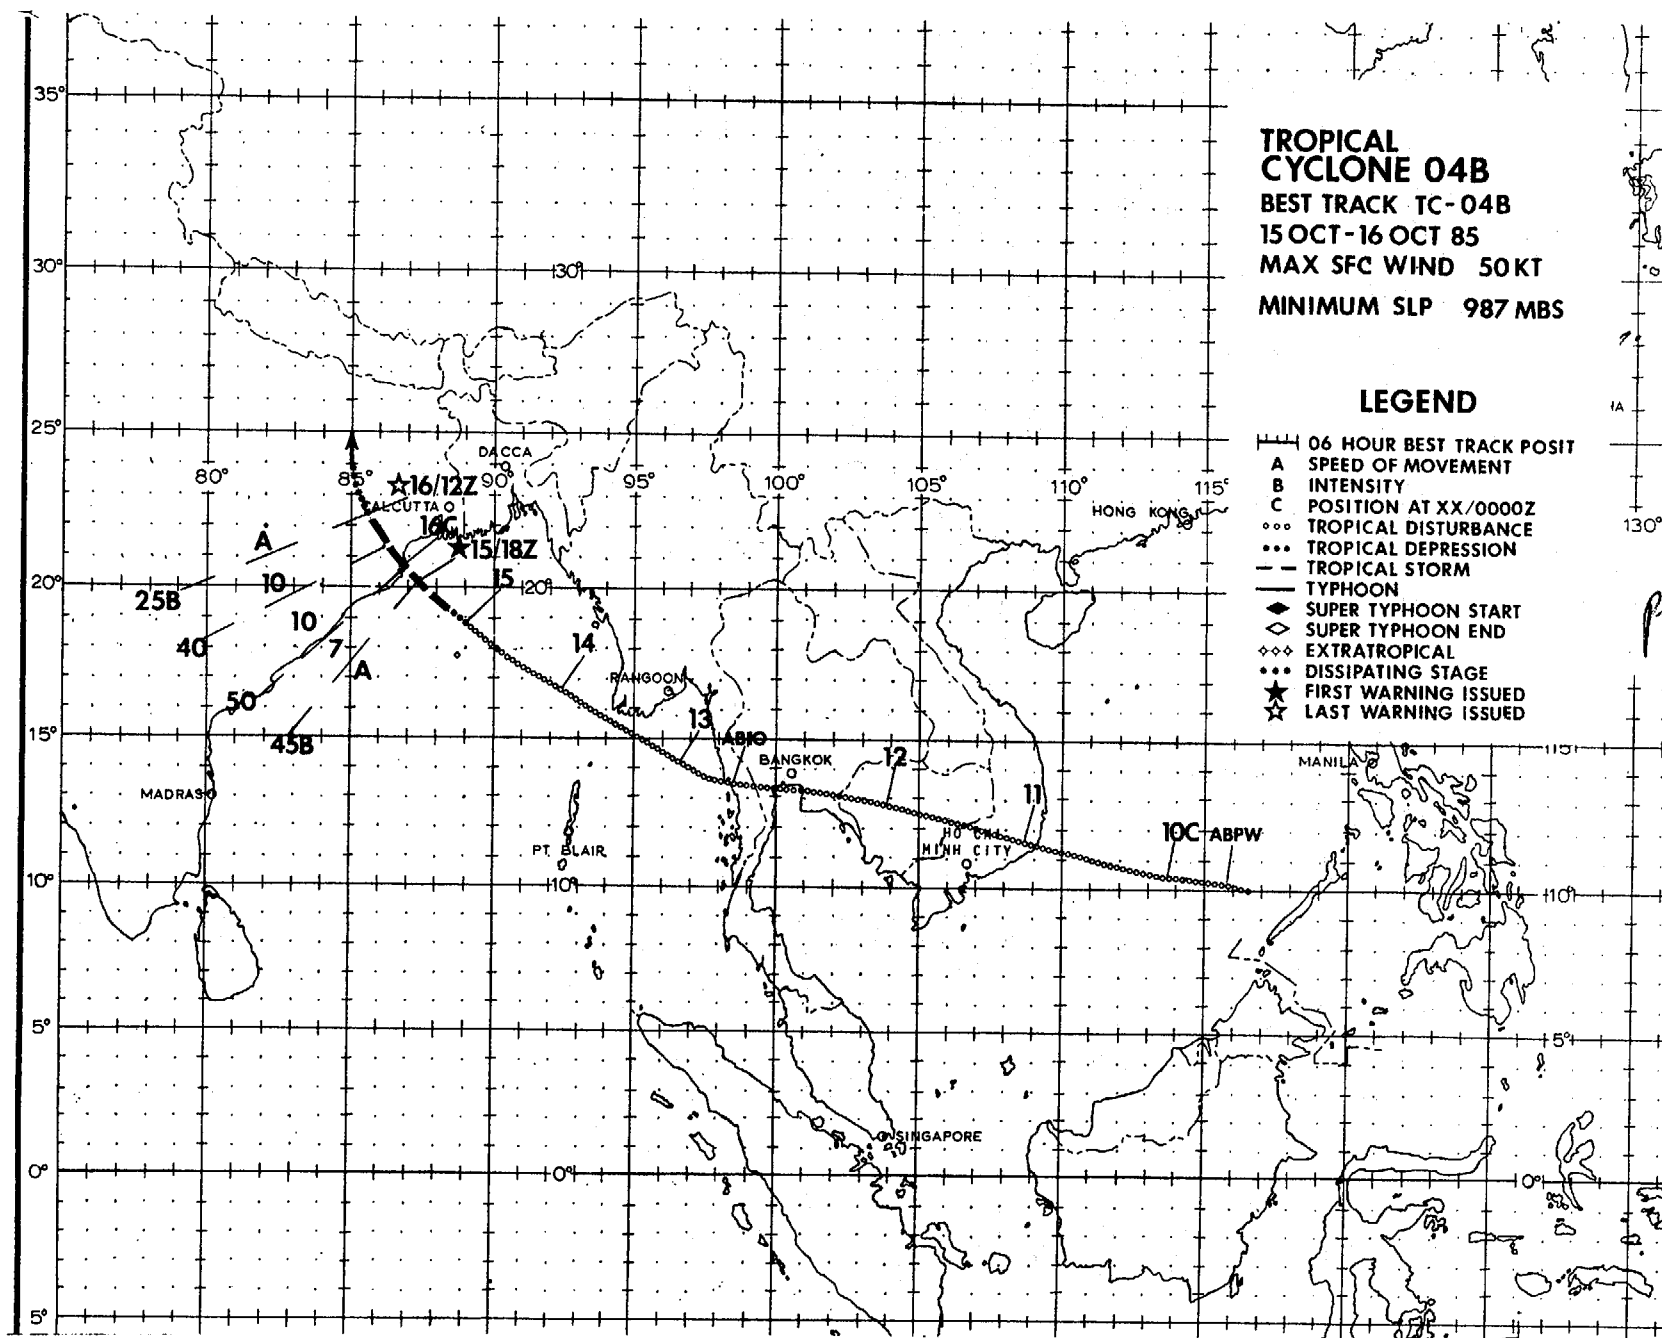 35°
TROPICAL
CYCLONE 04B
BEST TRACK TC-04B
15 OCT-16 OCT 85
MAX SFC WIND 50 KT
MINIMUM SLP 987 MBS
30°
30°
LEGEND
06 HOUR BEST TRACK POSIT
A SPEED OF MOVEMENT
B INTENSITY
C POSITION AT XX/0000Z
TROPICAL DISTURBANCE
TROPICAL DEPRESSION
TROPICAL STORM
TYPHOON
SUPER TYPHOON START
SUPER TYPHOON END
EXTRATROPICAL
DISSIPATING STAGE
FIRST WARNING ISSUED
LAST WARNING ISSUED
25°
DACCA
80°
85°
16/12Z
90°
95°
100°
105°
110°
115°
130°
CALCUTTA
16C
HONG KONG
A
15/18Z
20°
10
15
20°
25B
10
14
40
7
A
RANGOON
50
13
15°
45B
ABIO
BANGKOK
12
MANILA
15°
MADRAS
11
HO CHI
MINH CITY
10C ABPW
PT. BLAIR
10°
10°
10°
5°
5°
SINGAPORE
0°
0°
0°
5°